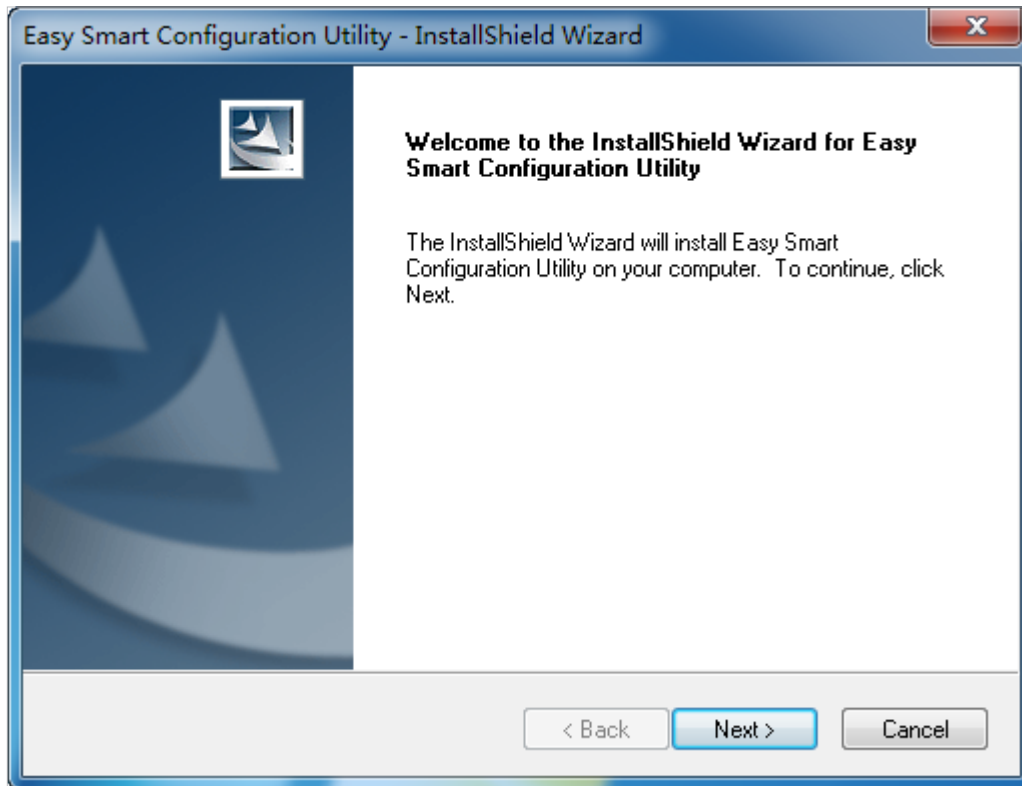 Easy Smart Configuration Utility - InstallShield Wizard
Welcome to the InstallShield Wizard for Easy
Smart Configuration Utility
The InstallShield Wizard will install Easy Smart
Configuration Utility on your computer.  To continue, click
Next.
< Back
Next >
Cancel